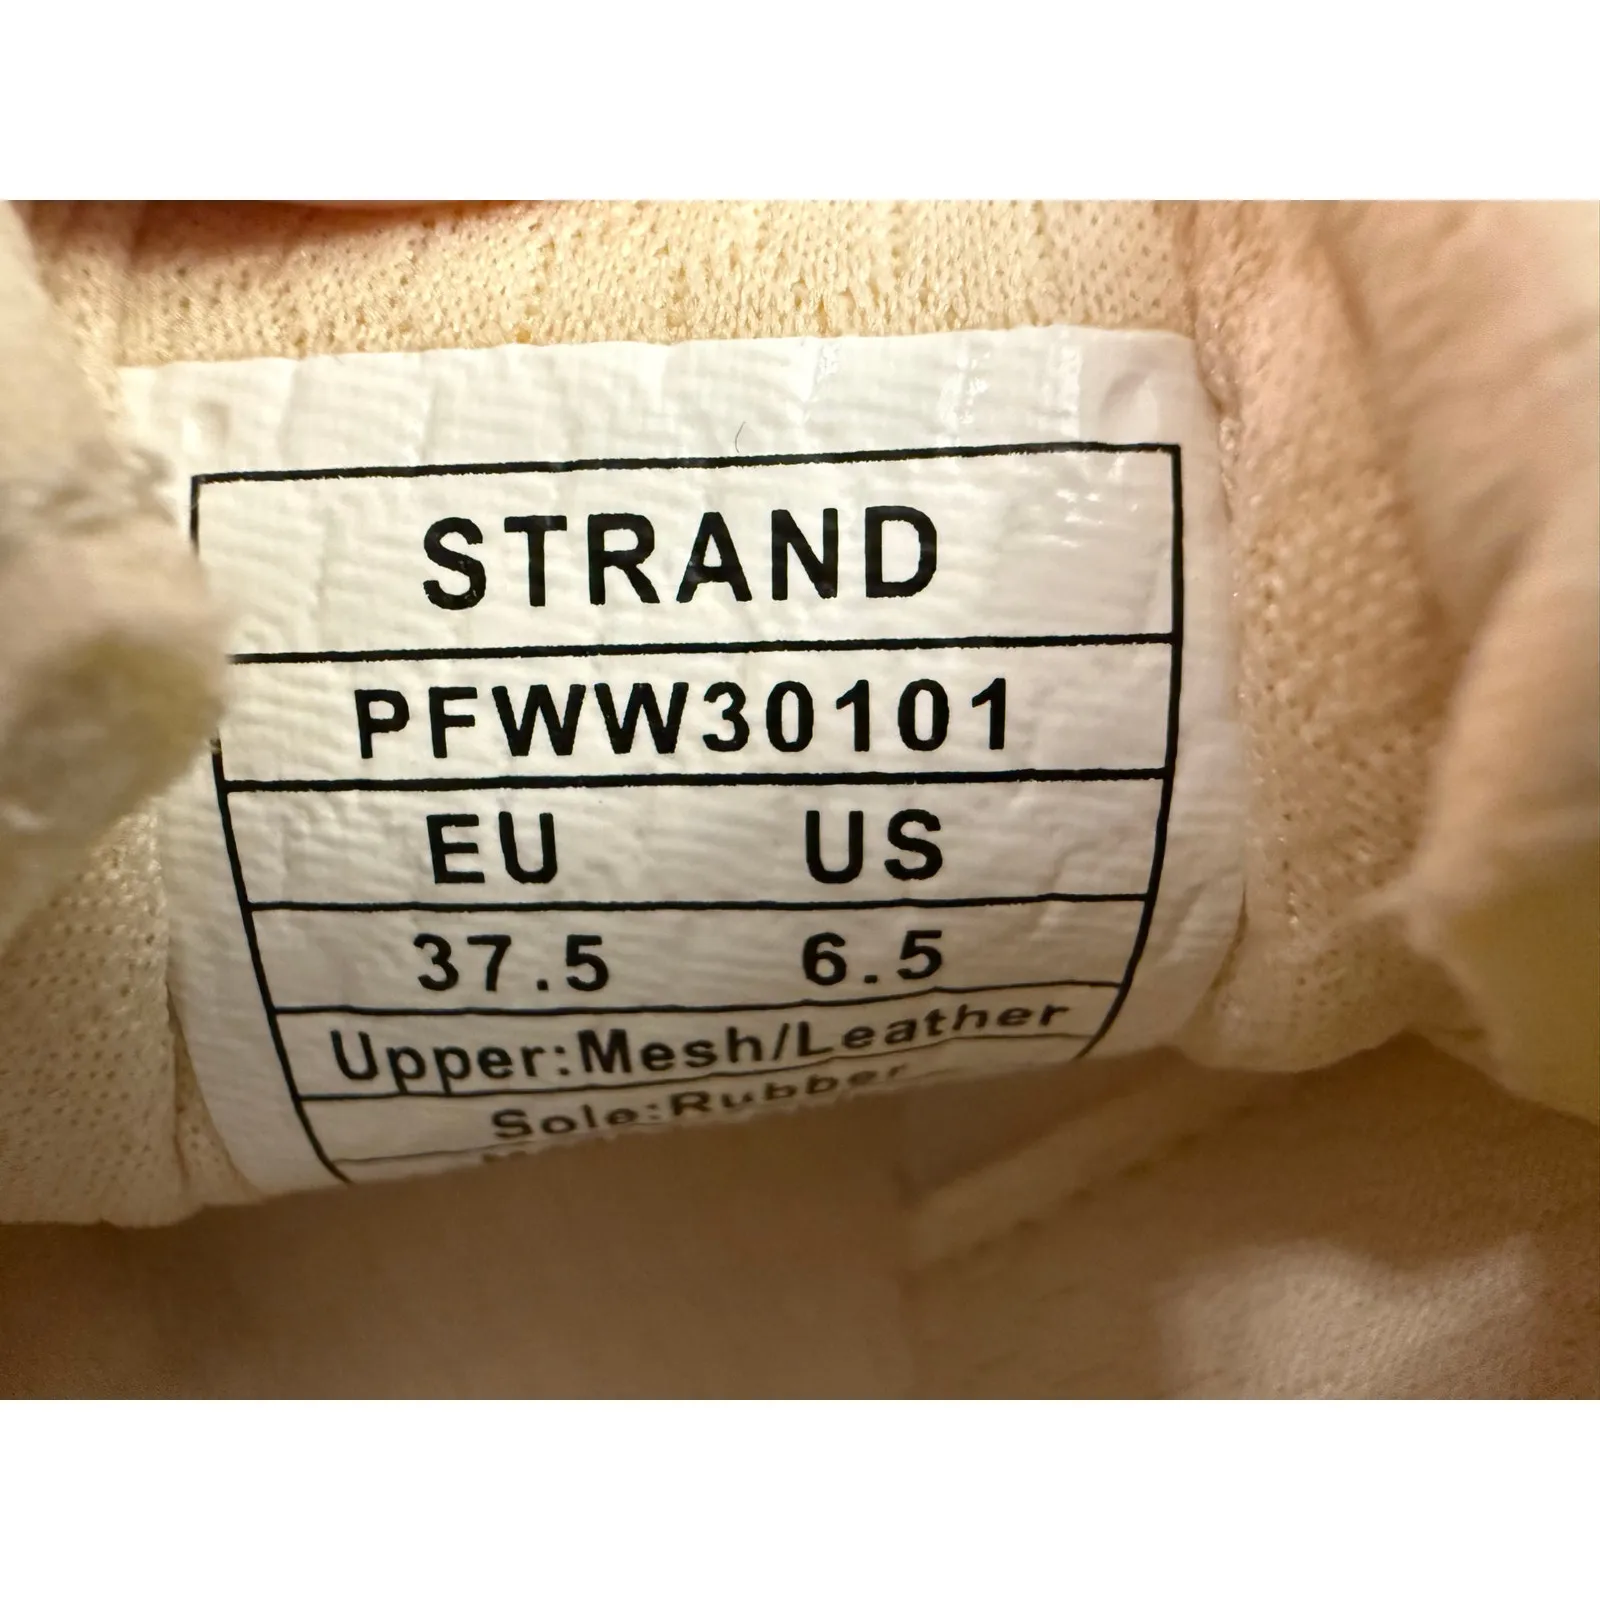 STRAND
PFWW30101
EU US
37.5 6.5
Upper:Mesh/Leather
Sole:Rubber